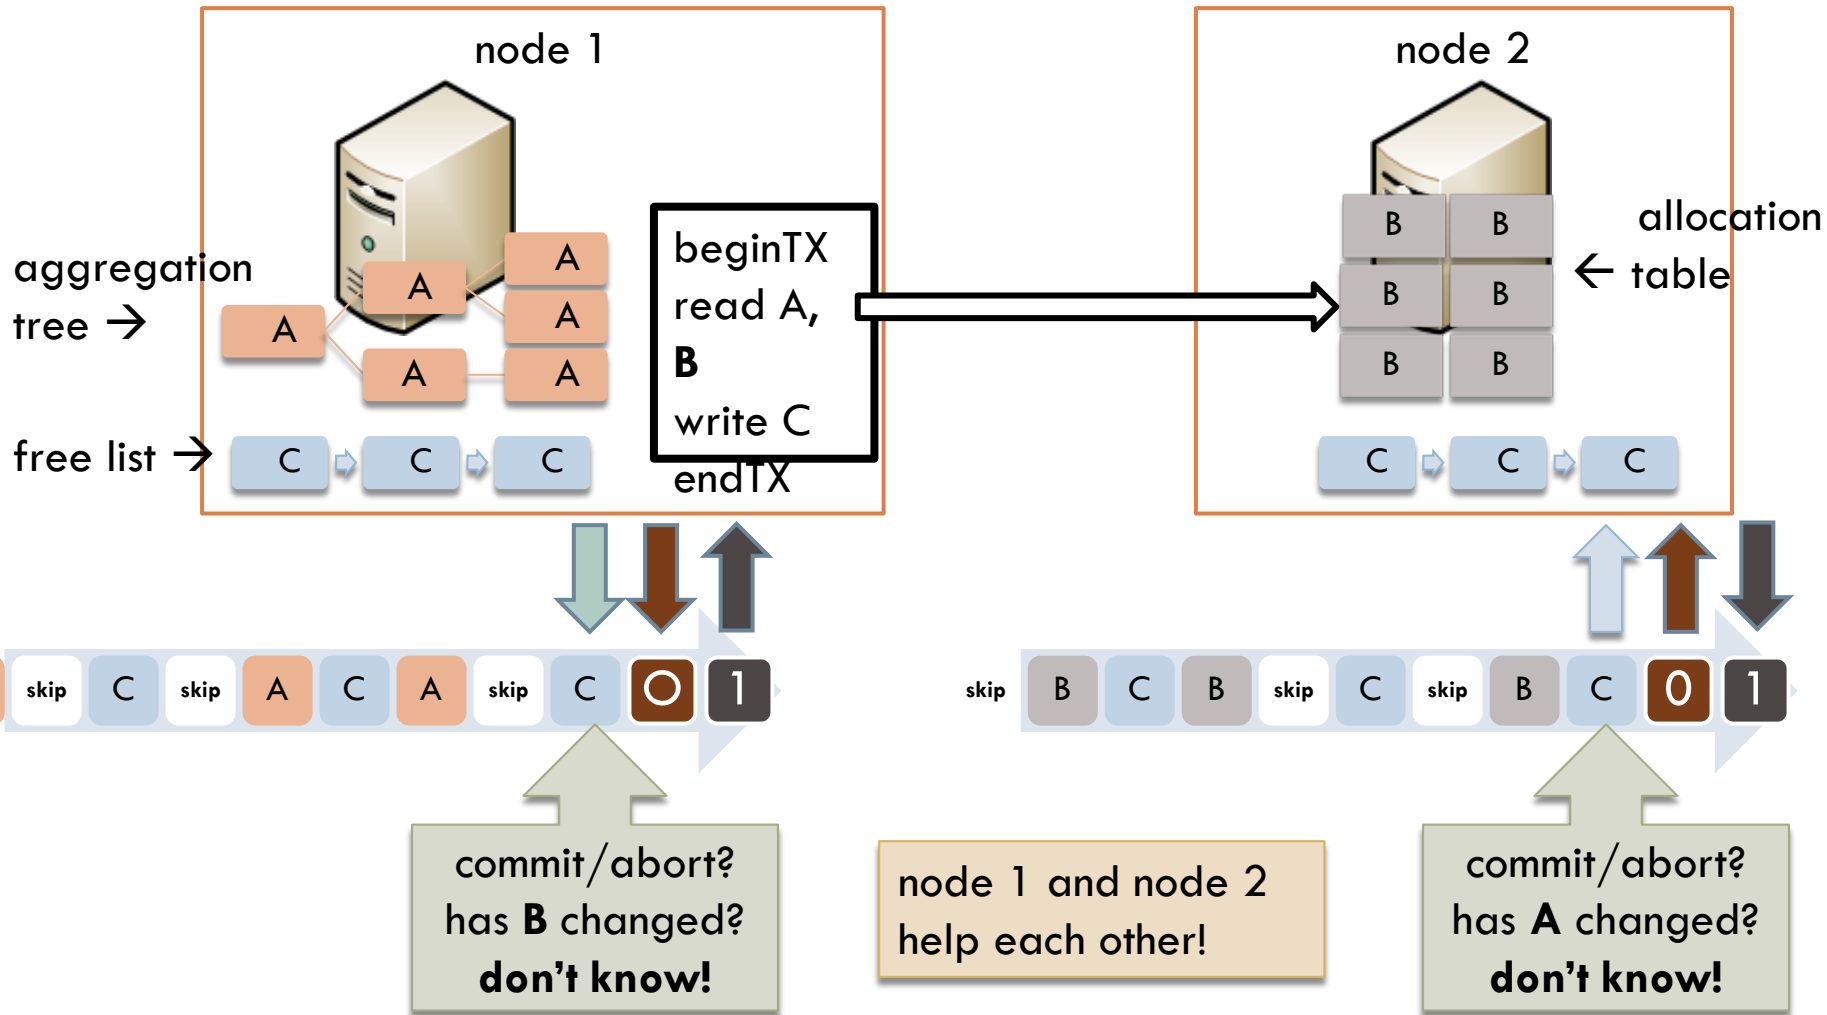 node 1
node 2
aggregation
tree →
A
A
A
A
A
A
beginTX
read A,
B
write C
endTX
B B
B B
B B
allocation
← table
free list →
C C C
C C C
skip C skip A C A skip C 0 1
skip B C B skip C skip B C 0 1
commit/abort?
has B changed?
don't know!
node 1 and node 2
help each other!
commit/abort?
has A changed?
don't know!